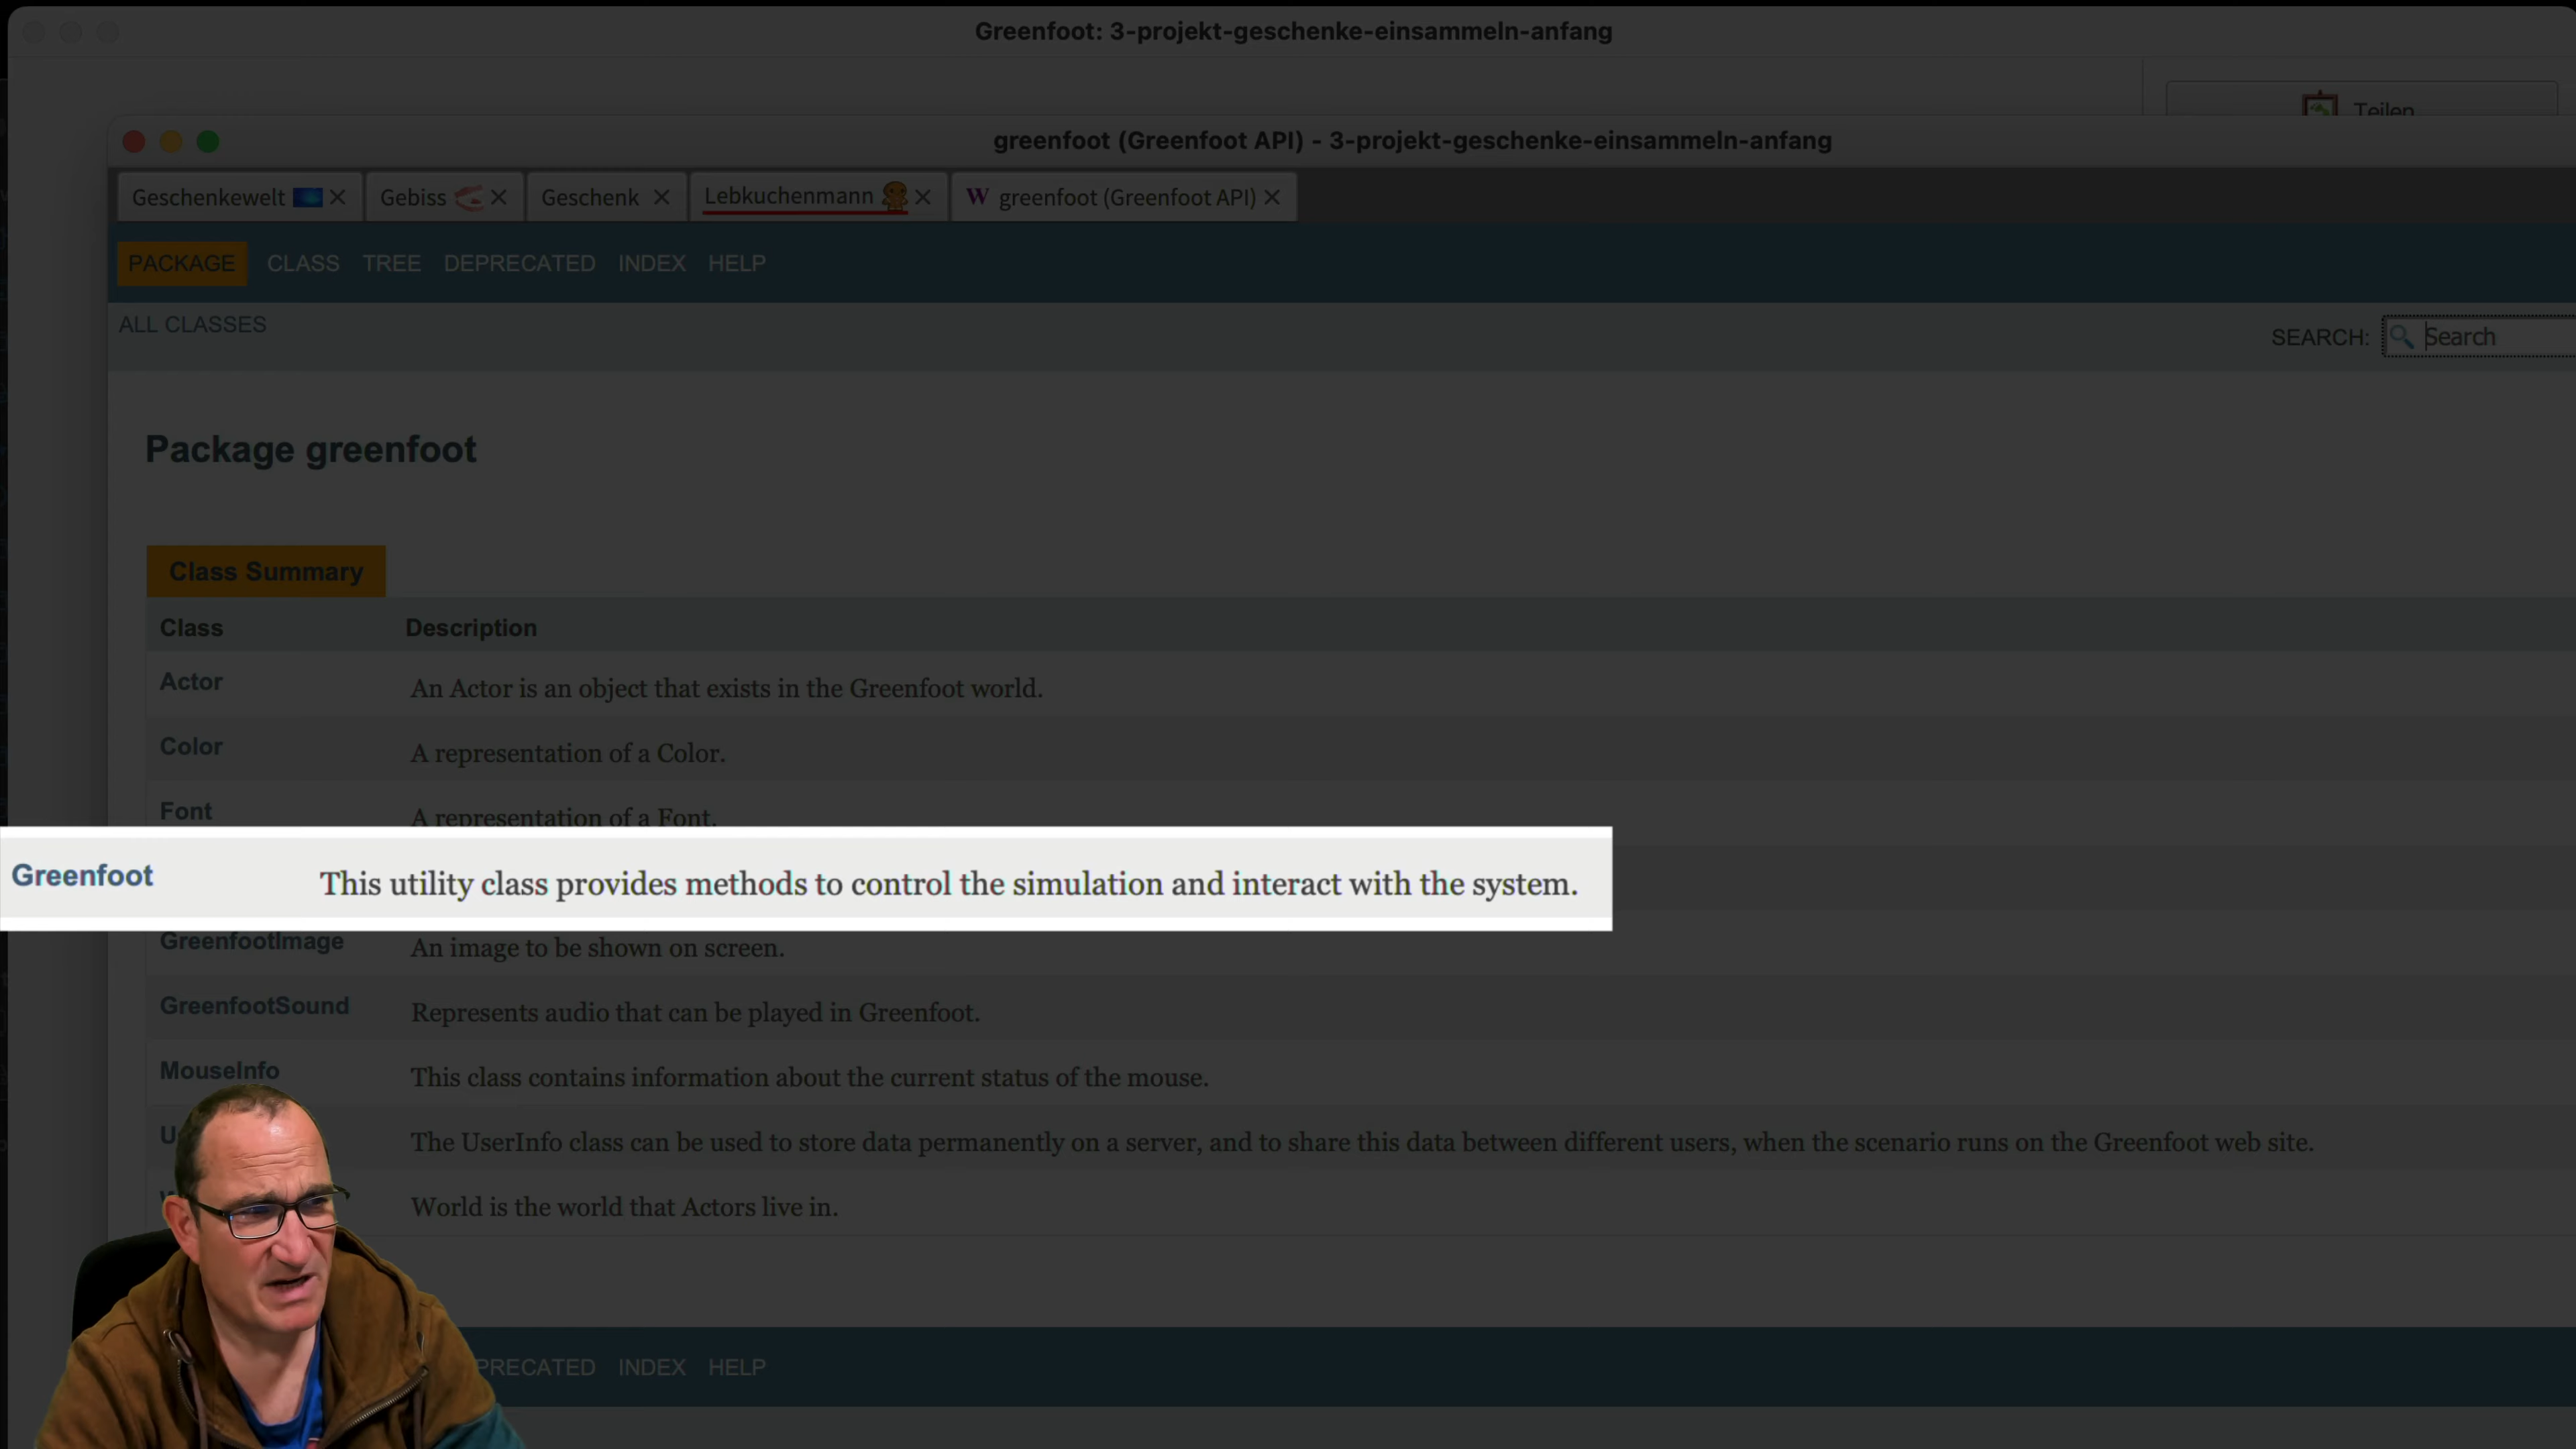 Greenfoot: 3-projekt-geschenke-einsammeln-anfang
Teilen
greenfoot (Greenfoot API) - 3-projekt-geschenke-einsammeln-anfang
Geschenkewelt Gebiss Geschenk Lebkuchenmann W greenfoot (Greenfoot API)
PACKAGE CLASS TREE DEPRECATED INDEX HELP
ALL CLASSES
SEARCH: Search
Package greenfoot
Class Summary
Class Description
Actor An Actor is an object that exists in the Greenfoot world.
Color A representation of a Color.
Font A representation of a Font.
Greenfoot This utility class provides methods to control the simulation and interact with the system.
GreenfootImage An image to be shown on screen.
GreenfootSound Represents audio that can be played in Greenfoot.
MouseInfo This class contains information about the current status of the mouse.
The UserInfo class can be used to store data permanently on a server, and to share this data between different users, when the scenario runs on the Greenfoot web site.
World is the world that Actors live in.
PRECATED INDEX HELP